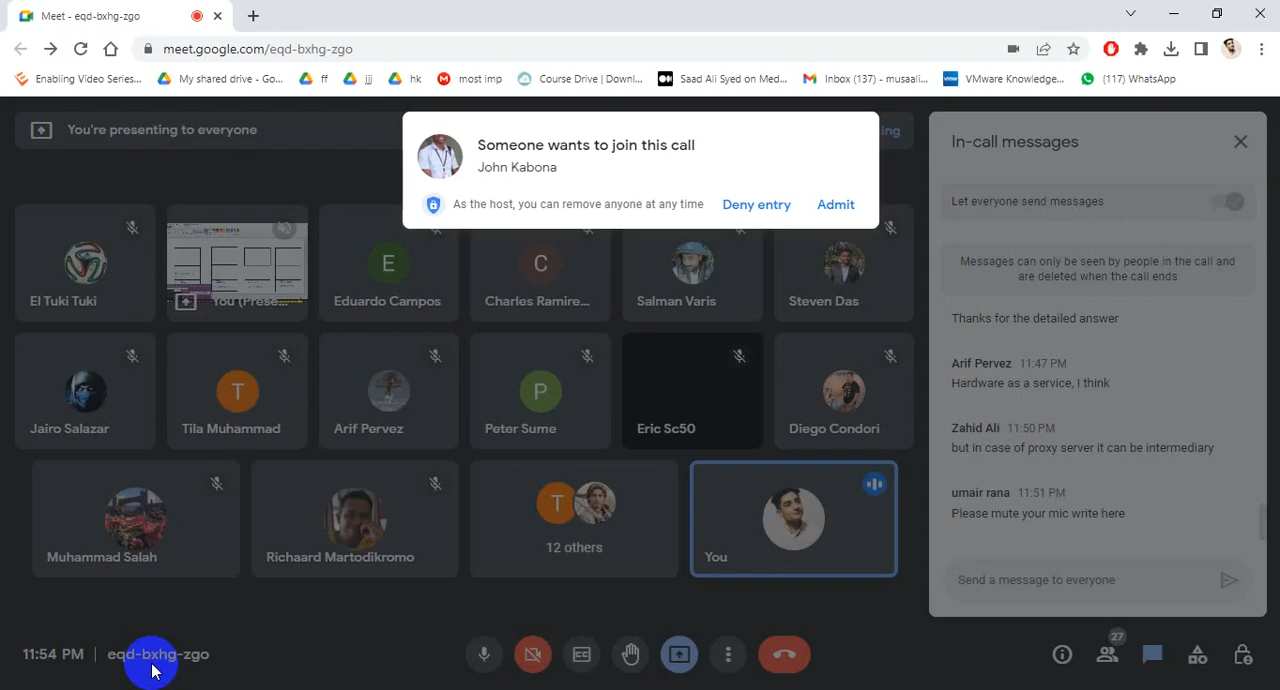 Meet - eqd-bxhg-zgo
meet.google.com/eqd-bxhg-zgo
Enabling Video Series...
My shared drive - Go...
ff
jjj
hk
most imp
Course Drive | Downl...
Saad Ali Syed on Med...
Inbox (137) - musaali...
VMware Knowledge...
(117) WhatsApp
You're presenting to everyone
ing
Someone wants to join this call
John Kabona
As the host, you can remove anyone at any time
Deny entry
Admit
El Tuki Tuki
You (Prese...
E
Eduardo Campos
C
Charles Ramire...
Salman Varis
Steven Das
Jairo Salazar
T
Tila Muhammad
Arif Pervez
P
Peter Sume
Eric Sc50
Diego Condori
Muhammad Salah
Richaard Martodikromo
T
12 others
You
In-call messages
Let everyone send messages
Messages can only be seen by people in the call and
are deleted when the call ends
Thanks for the detailed answer
Arif Pervez 11:47 PM
Hardware as a service, I think
Zahid Ali 11:50 PM
but in case of proxy server it can be intermediary
umair rana 11:51 PM
Please mute your mic write here
Send a message to everyone
11:54 PM | eqd-bxhg-zgo
27